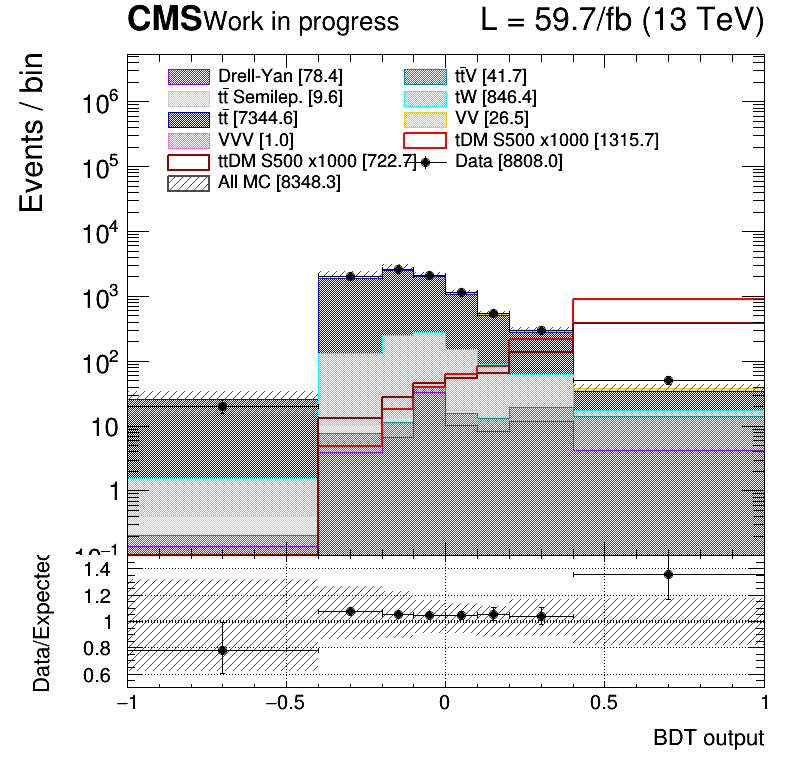 CMS Work in progress L = 59.7/fb (13 TeV)
Events / bin
Drell-Yan [78.4] tt̄V [41.7]
tt̄ Semilep. [9.6] tW [846.4]
tt̄ [7344.6] VV [26.5]
VVV [1.0] tDM S500 x1000 [1315.7]
ttDM S500 x1000 [722.7] Data [8808.0]
All MC [8348.3]
10⁶
10⁵
10⁴
10³
10²
10
1
10⁻¹
Data/Expected
1.4
1.2
1
0.8
0.6
−1 −0.5 0 0.5 1
BDT output